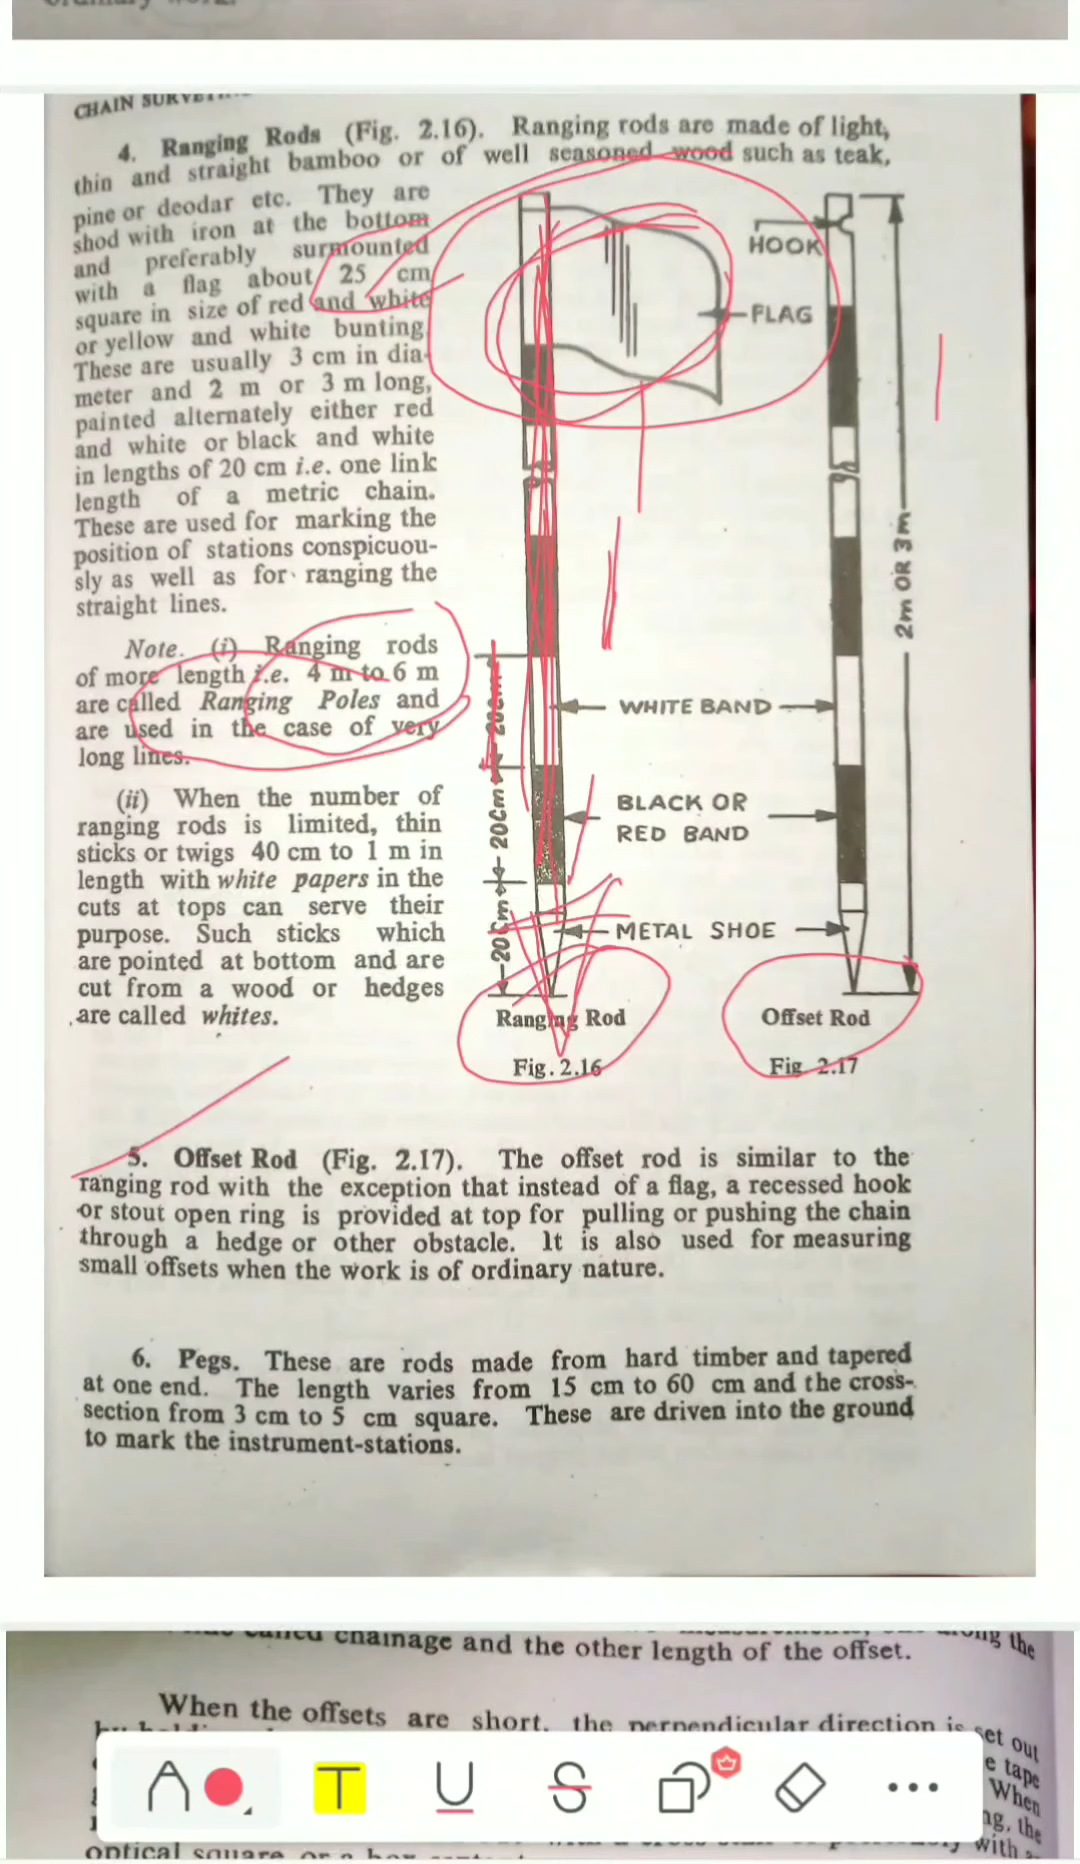 CHAIN
4. Ranging Rods (Fig. 2.16). Ranging rods are made of light,
thin and straight bamboo or of well seasoned wood such as teak,
pine or deodar etc. They are
shod with iron at the bottom
and preferably surmounted
with a flag about 25 cm
square in size of red and white
or yellow and white bunting.
These are usually 3 cm in dia-
meter and 2 m or 3 m long,
painted alternately either red
and white or black and white
in lengths of 20 cm i.e. one link
length of a metric chain.
These are used for marking the
position of stations conspicuou-
sly as well as for ranging the
straight lines.
Note. (i) Ranging rods
of more length i.e. 4 m to 6 m
are called Ranging Poles and
are used in the case of very
long lines.
(ii) When the number of
ranging rods is limited, thin
sticks or twigs 40 cm to 1 m in
length with white papers in the
cuts at tops can serve their
purpose. Such sticks which
are pointed at bottom and are
cut from a wood or hedges
are called whites.
HOOK
FLAG
2m OR 3m
WHITE BAND
20cm
20cm
20cm
BLACK OR
RED BAND
METAL SHOE
Ranging Rod
Fig. 2.16
Offset Rod
Fig. 2.17
5. Offset Rod (Fig. 2.17). The offset rod is similar to the
ranging rod with the exception that instead of a flag, a recessed hook
or stout open ring is provided at top for pulling or pushing the chain
through a hedge or other obstacle. It is also used for measuring
small offsets when the work is of ordinary nature.
6. Pegs. These are rods made from hard timber and tapered
at one end. The length varies from 15 cm to 60 cm and the cross-
section from 3 cm to 5 cm square. These are driven into the ground
to mark the instrument-stations.
called chainage and the other length of the offset.
along the
When the offsets are short, the perpendicular direction is set out
e tape
When
ng, the
with
optical square or a box
A T U S